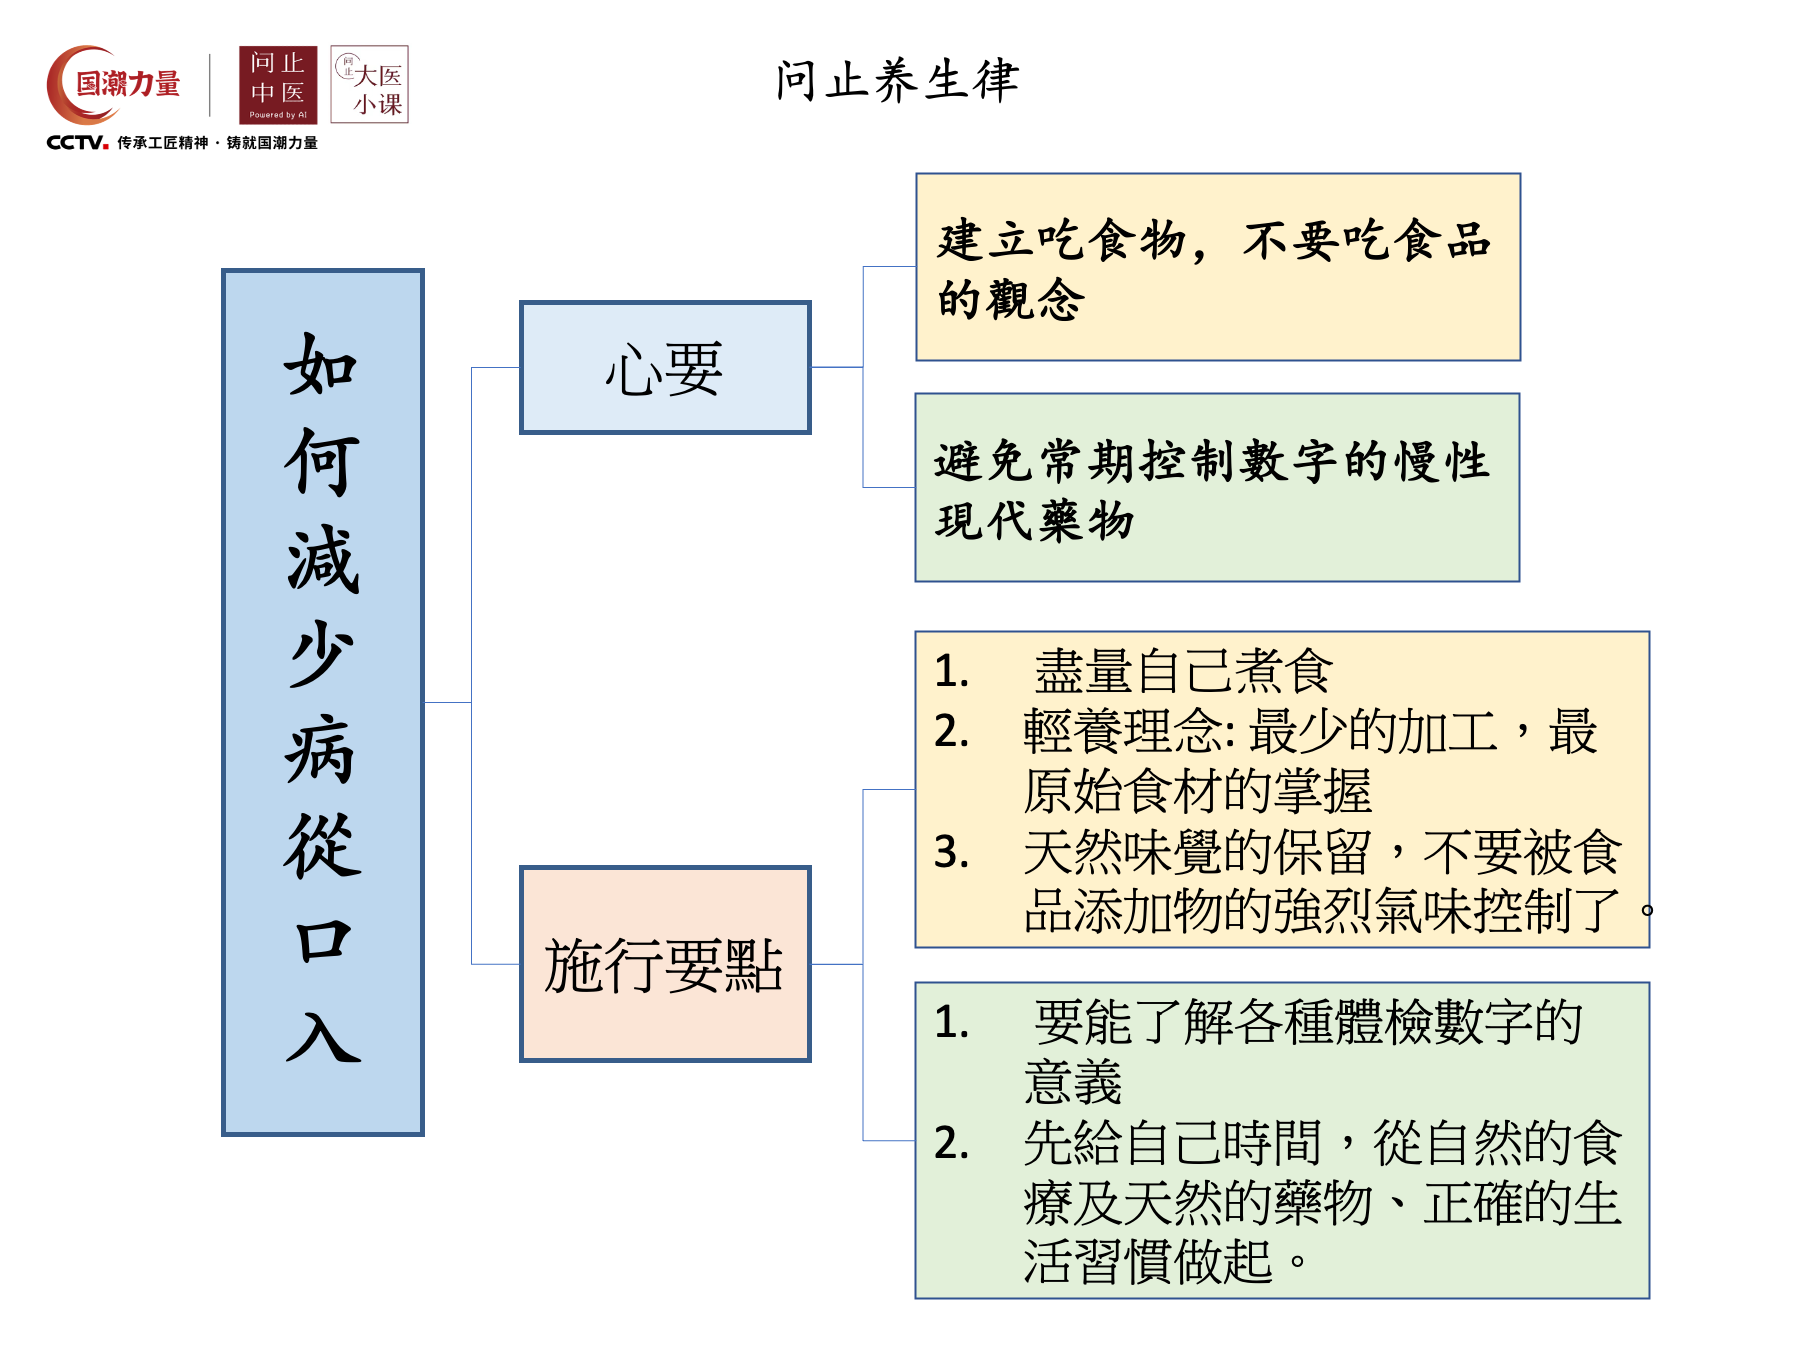 国潮力量
CCTV. 传承工匠精神 · 铸就国潮力量
问止
中医
Powered by AI
问止
大医
小课
问止养生律
如
何
減
少
病
從
口
入
心要
建立吃食物，不要吃食品
的觀念
避免常期控制數字的慢性
現代藥物
施行要點
1. 盡量自己煮食
2. 輕養理念: 最少的加工，最
原始食材的掌握
3. 天然味覺的保留，不要被食
品添加物的強烈氣味控制了。
1. 要能了解各種體檢數字的
意義
2. 先給自己時間，從自然的食
療及天然的藥物、正確的生
活習慣做起。